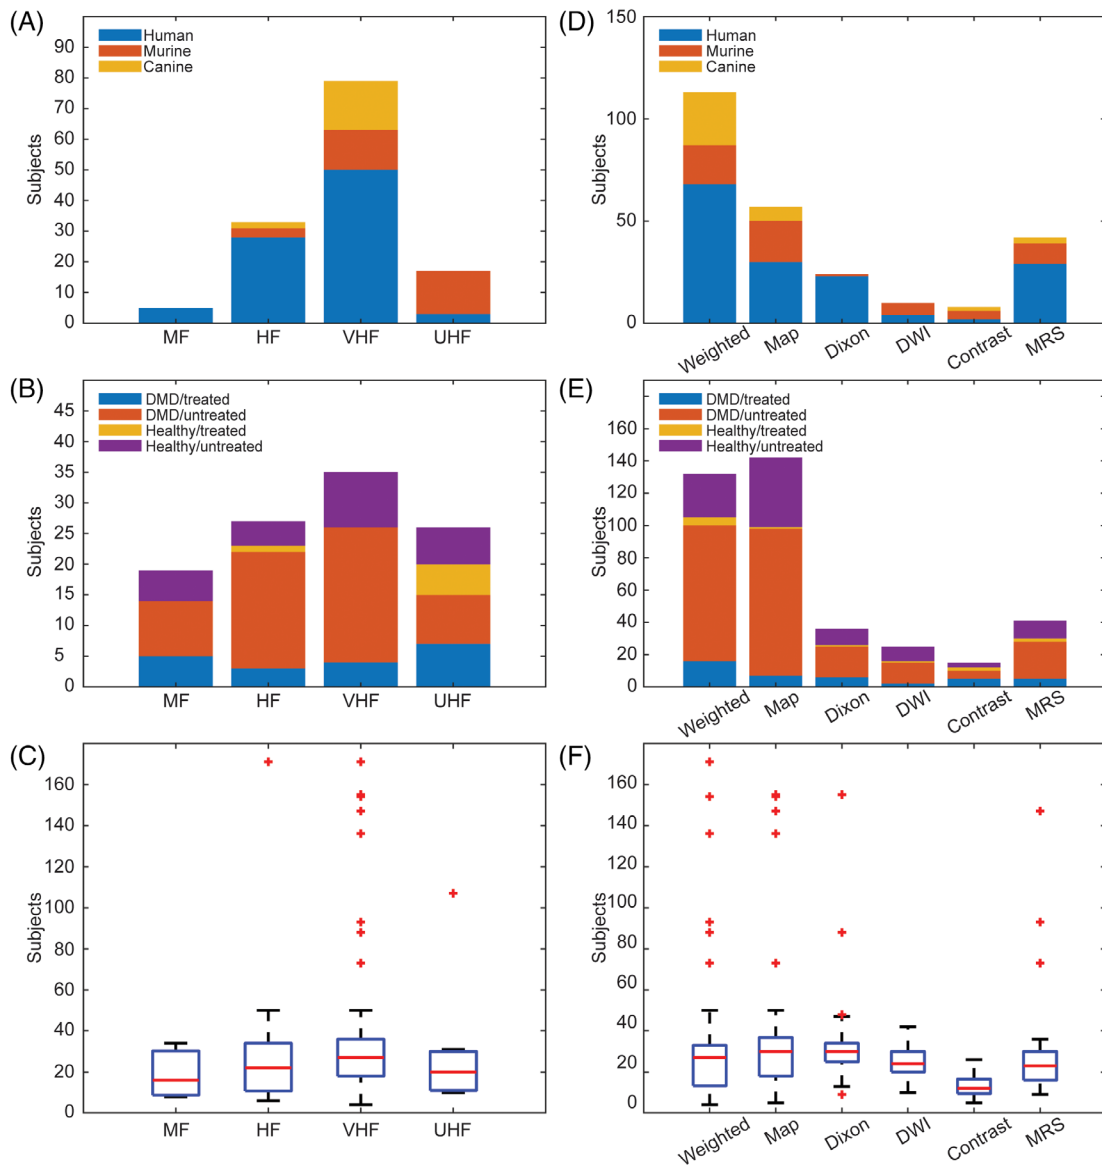 (A)
90
80
70
60
50
40
30
20
10
0
Subjects
Human
Murine
Canine
MF HF VHF UHF
(D)
150
100
50
0
Subjects
Human
Murine
Canine
Weighted Map Dixon DWI Contrast MRS
(B)
45
40
35
30
25
20
15
10
5
0
Subjects
DMD/treated
DMD/untreated
Healthy/treated
Healthy/untreated
MF HF VHF UHF
(E)
160
140
120
100
80
60
40
20
0
Subjects
DMD/treated
DMD/untreated
Healthy/treated
Healthy/untreated
Weighted Map Dixon DWI Contrast MRS
(C)
160
140
120
100
80
60
40
20
0
Subjects
MF HF VHF UHF
(F)
160
140
120
100
80
60
40
20
0
Subjects
Weighted Map Dixon DWI Contrast MRS